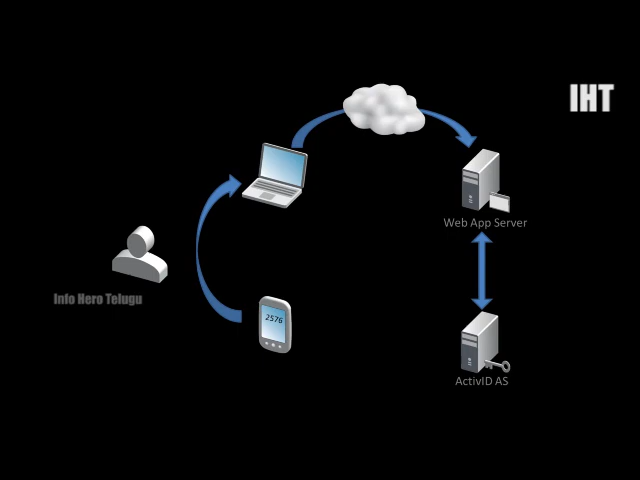 IHT
Web App Server
Info Hero Telugu
2576
ActivID AS